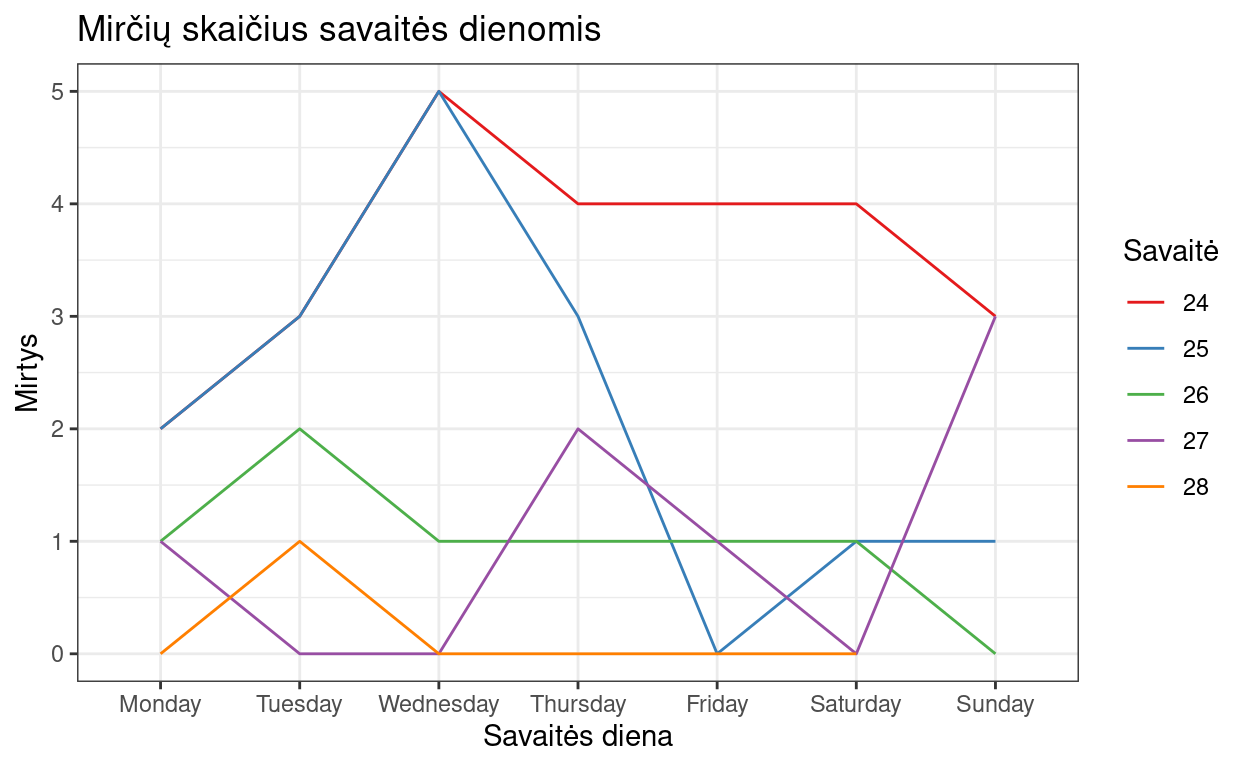 Mirčių skaičius savaitės dienomis
5
4
3
2
1
0
Mirtys
Monday Tuesday Wednesday Thursday Friday Saturday Sunday
Savaitės diena
Savaitė
24
25
26
27
28